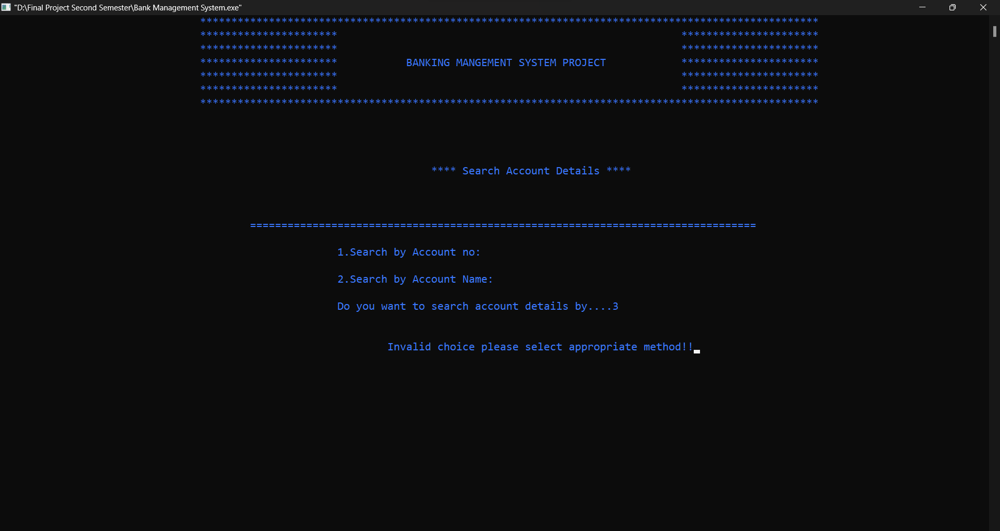 "D:\Final Project Second Semester\Bank Management System.exe"
***************************************************************************************************
********************** **********************
********************** **********************
********************** BANKING MANGEMENT SYSTEM PROJECT **********************
********************** **********************
********************** **********************
***************************************************************************************************
**** Search Account Details ****
=================================================================================
1.Search by Account no:
2.Search by Account Name:
Do you want to search account details by....3
Invalid choice please select appropriate method!!